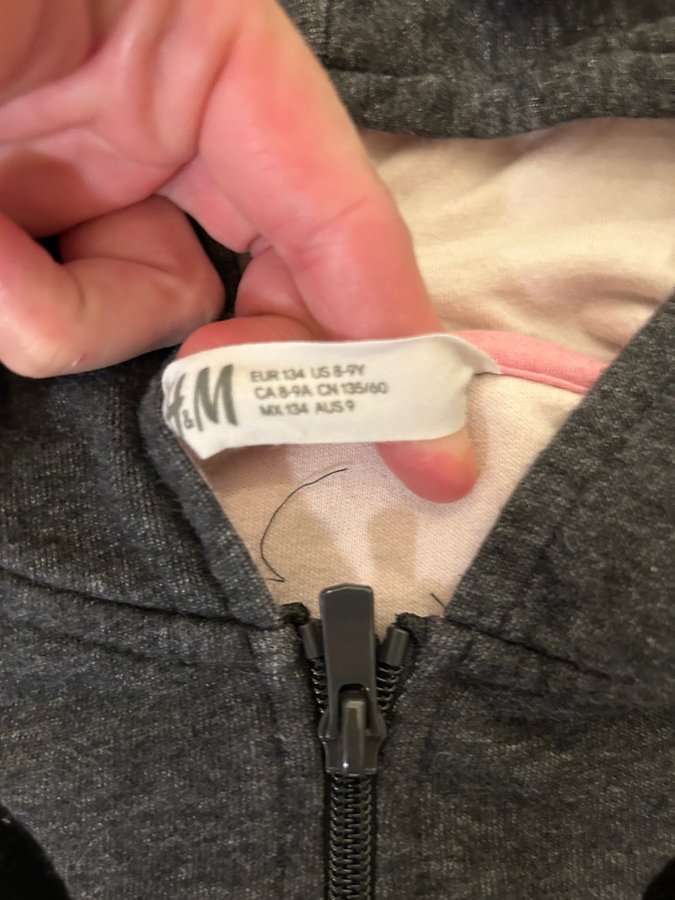 H&M
EUR 134 US 8-9Y
CA 8-9A CN 135/60
MX 134 AUS 9